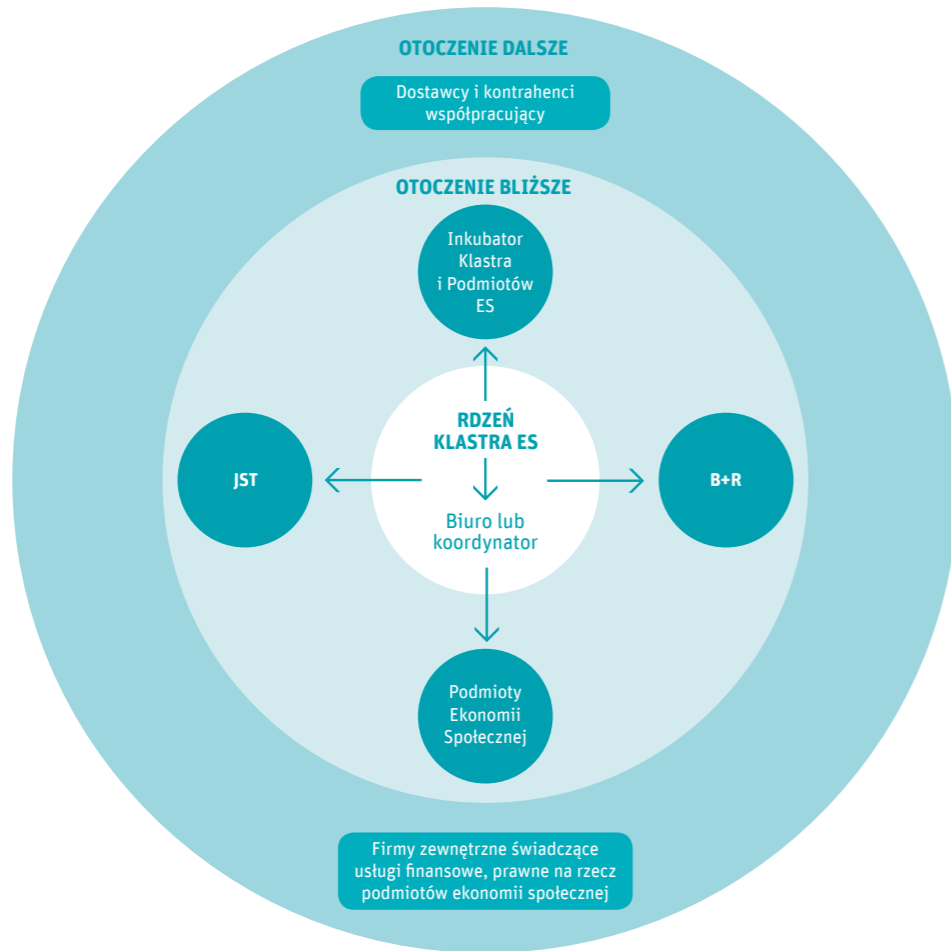 OTOCZENIE DALSZE
Dostawcy i kontrahenci
współpracujący
OTOCZENIE BLIŻSZE
Inkubator
Klastra
i Podmiotów
ES
RDZEŃ
KLASTRA ES
JST
B+R
Biuro lub
koordynator
Podmioty
Ekonomii
Społecznej
Firmy zewnętrzne świadczące
usługi finansowe, prawne na rzecz
podmiotów ekonomii społecznej